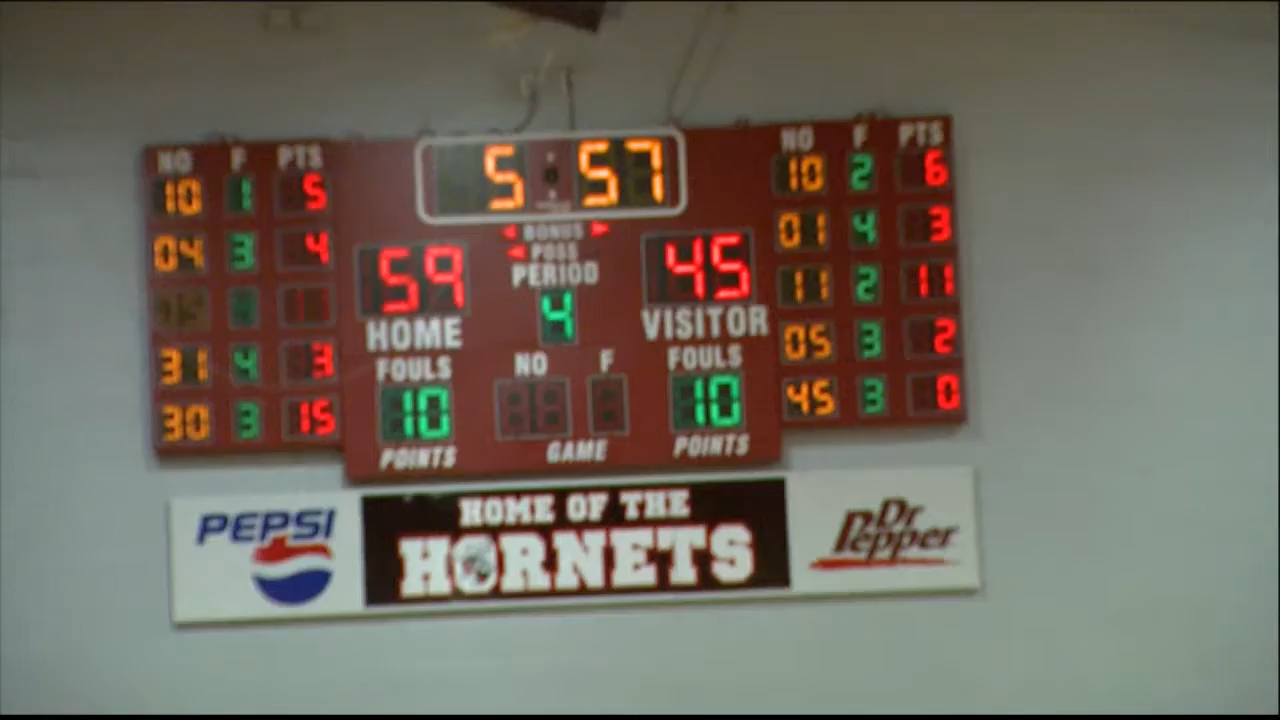 NO F PTS
10 1 5
04 3 4
11
31 4 3
30 3 15
5 57
BONUS
POSS
PERIOD
4
59
HOME
FOULS
10
POINTS
NO F
GAME
45
VISITOR
FOULS
10
POINTS
NO F PTS
10 2 6
01 4 3
11 2 11
05 3 2
45 3 0
PEPSI
HOME OF THE
HORNETS
Dr
Pepper